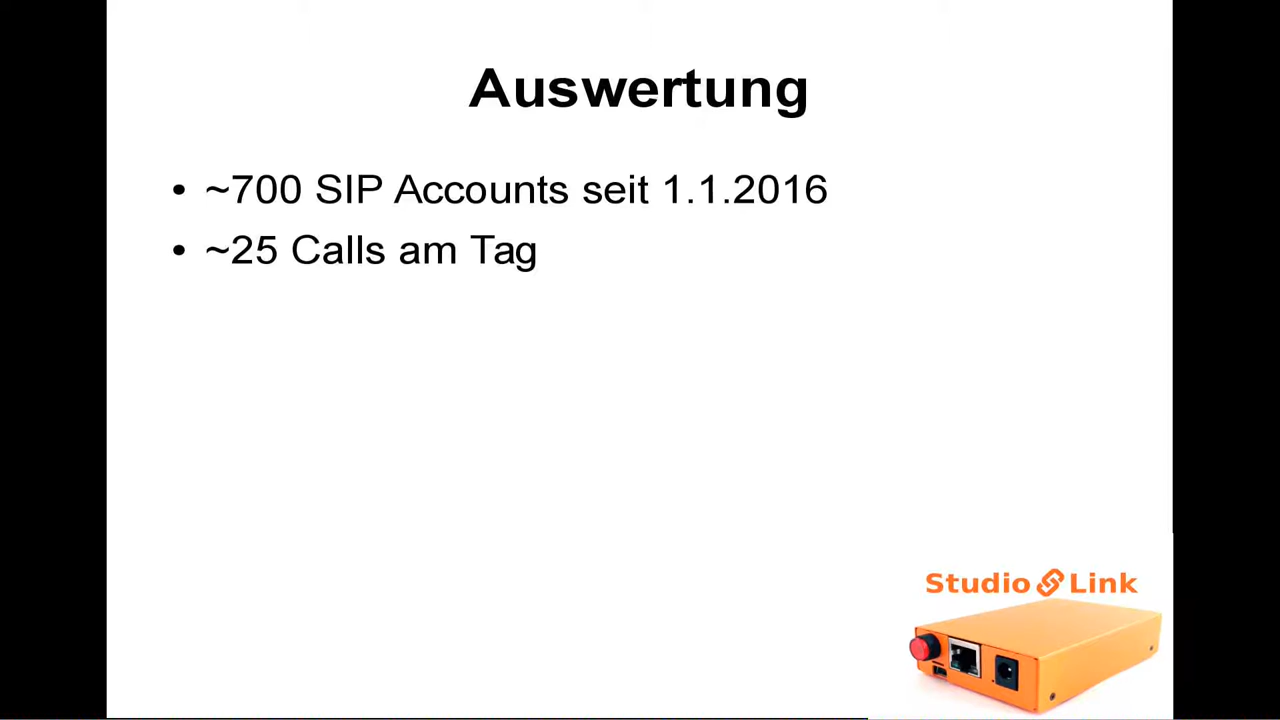 Auswertung
• ~700 SIP Accounts seit 1.1.2016
• ~25 Calls am Tag
Studio Link